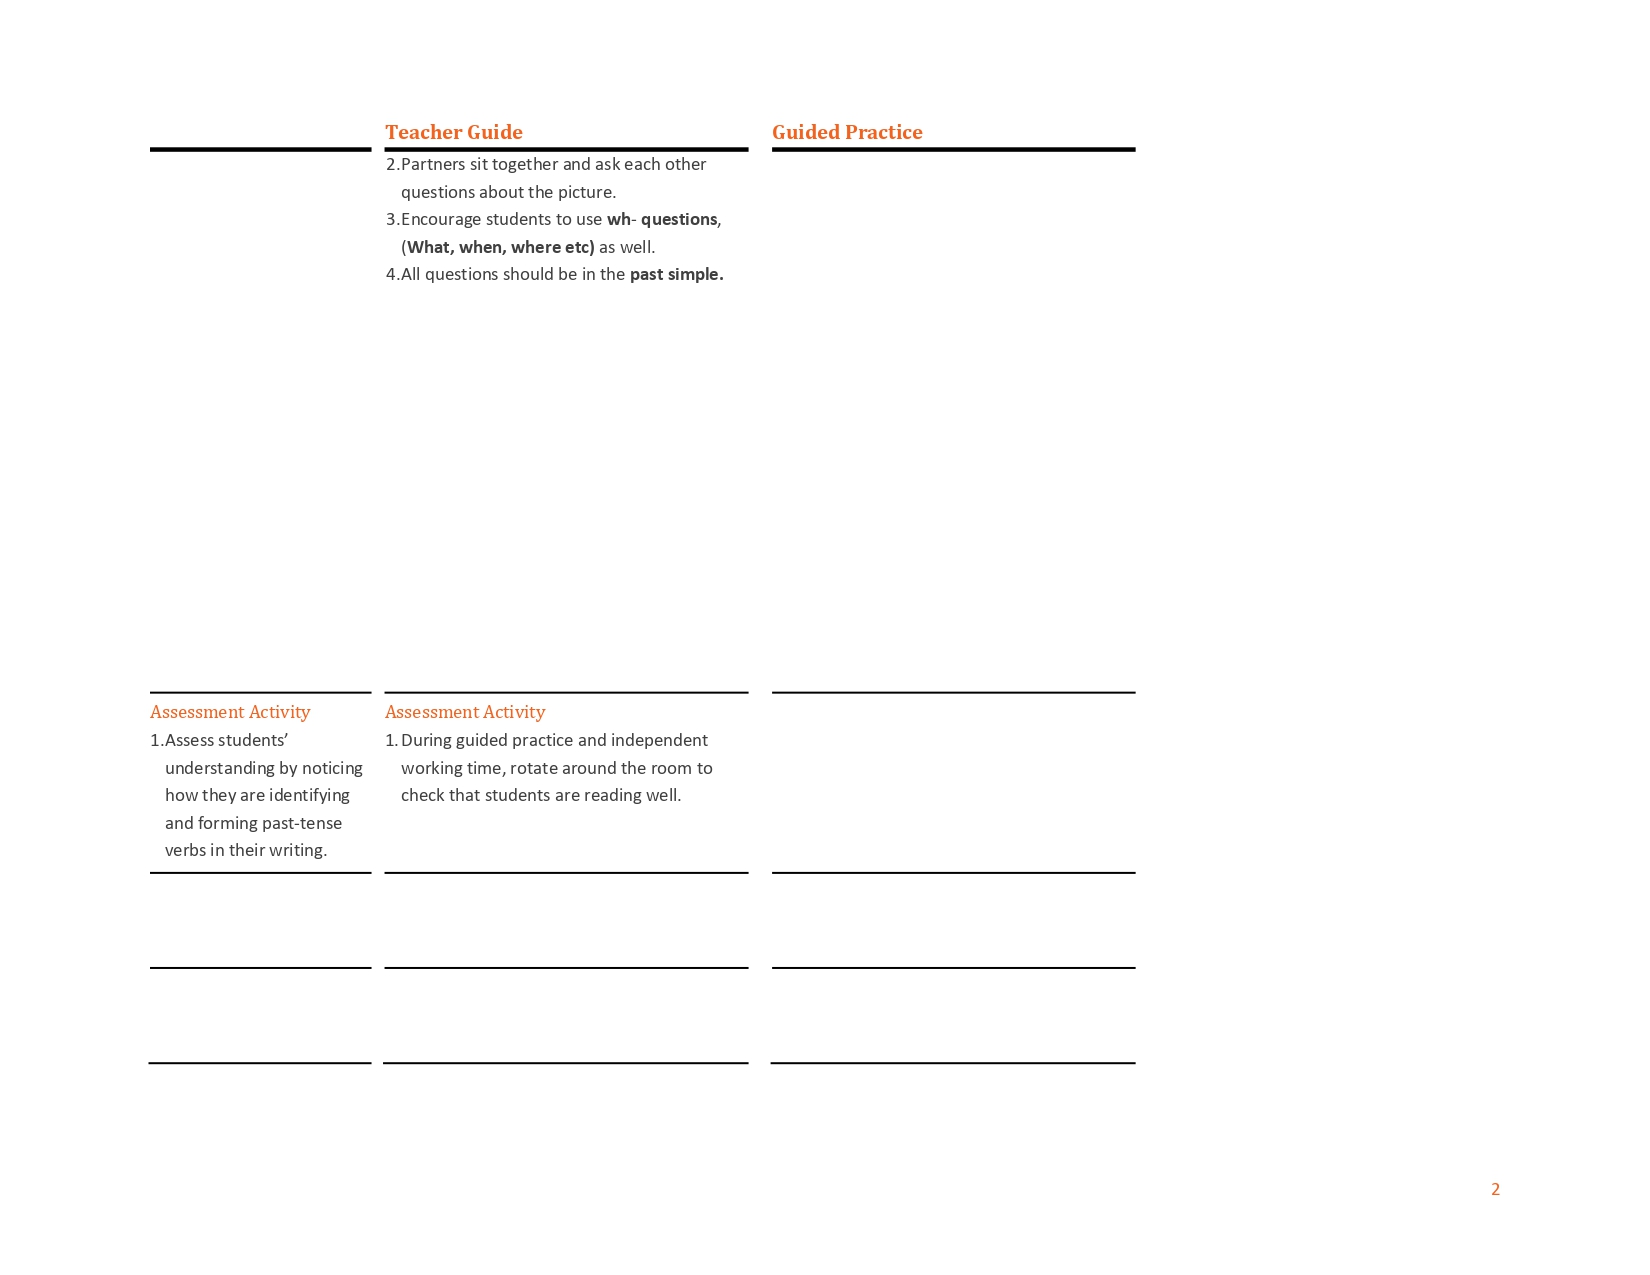 Teacher Guide
Guided Practice
2.Partners sit together and ask each other
questions about the picture.
3.Encourage students to use wh- questions,
(What, when, where etc) as well.
4.All questions should be in the past simple.
Assessment Activity
1.Assess students’
understanding by noticing
how they are identifying
and forming past-tense
verbs in their writing.
Assessment Activity
1. During guided practice and independent
working time, rotate around the room to
check that students are reading well.
2